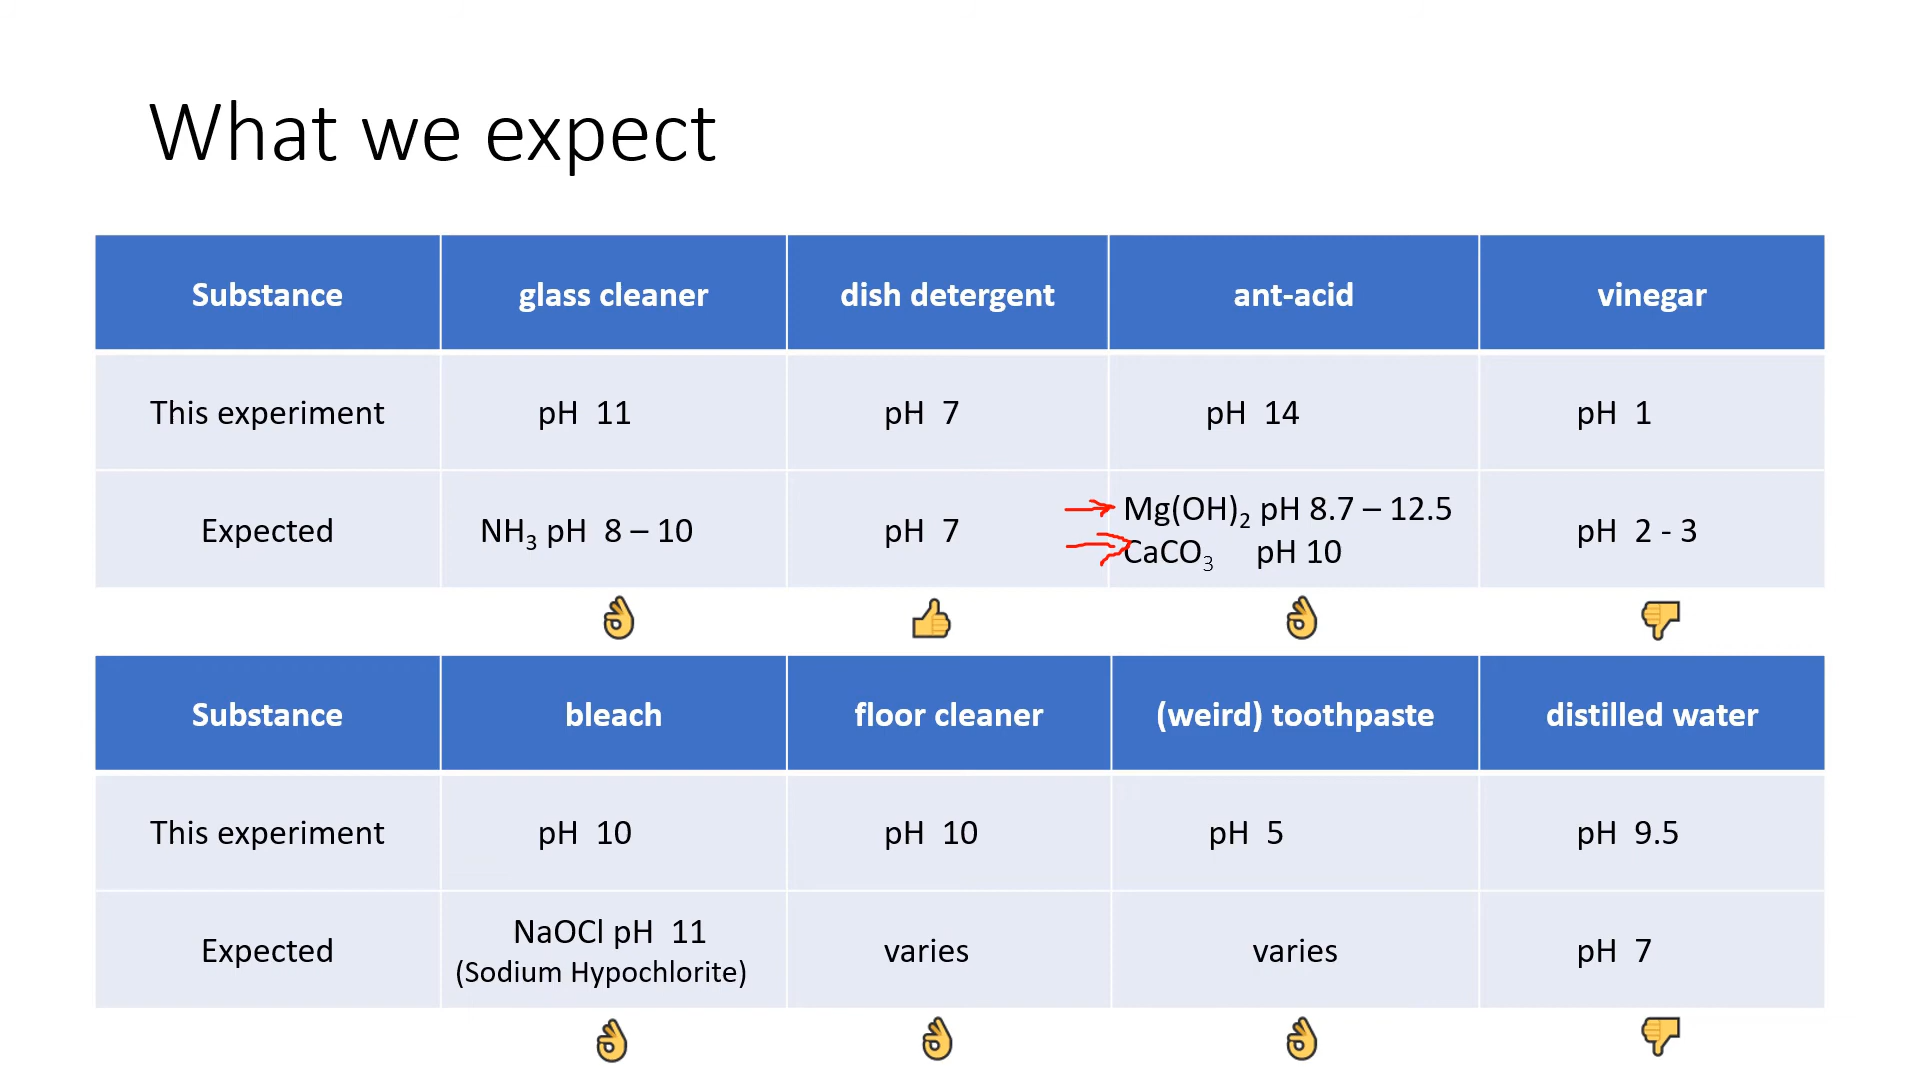 What we expect
Substance glass cleaner dish detergent ant-acid vinegar
This experiment pH 11 pH 7 pH 14 pH 1
Expected NH₃ pH 8 – 10 pH 7 Mg(OH)₂ pH 8.7 – 12.5 pH 2 - 3
CaCO₃ pH 10
Substance bleach floor cleaner (weird) toothpaste distilled water
This experiment pH 10 pH 10 pH 5 pH 9.5
Expected NaOCl pH 11 varies varies pH 7
(Sodium Hypochlorite)